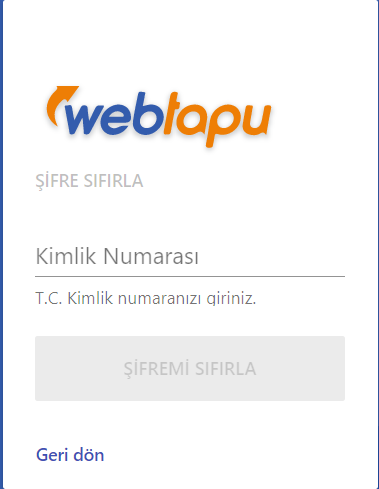 webtapu
ŞİFRE SIFIRLA
Kimlik Numarası
T.C. Kimlik numaranızı giriniz.
ŞİFREMİ SIFIRLA
Geri dön